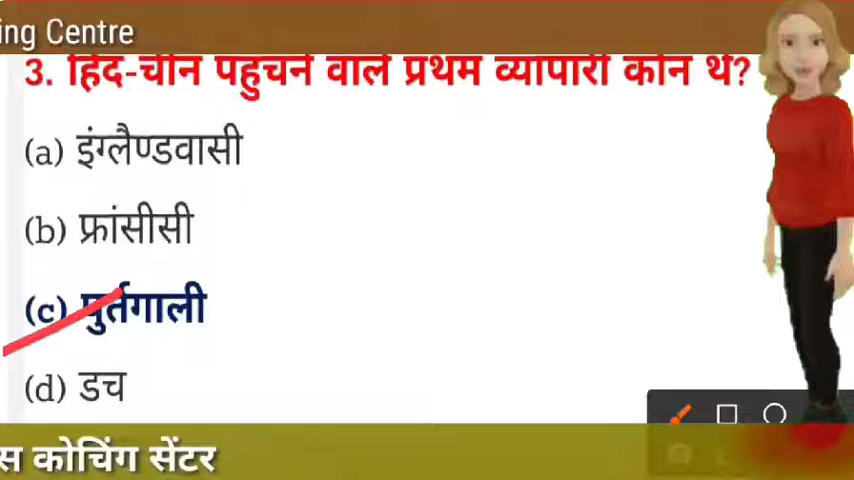 ing Centre
3. हिंद-चीन पहुंचने वाले प्रथम व्यापारी कौन थे?
(a) इंग्लैण्डवासी
(b) फ्रांसीसी
(c) पुर्तगाली
(d) डच
स कोचिंग सेंटर